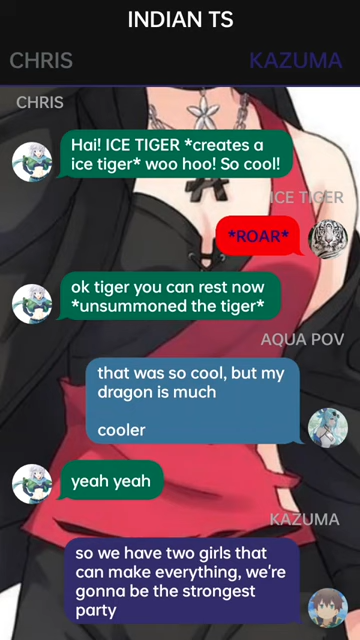 INDIAN TS
CHRIS
KAZUMA
CHRIS
Hai! ICE TIGER *creates a
ice tiger* woo hoo! So cool!
ICE TIGER
*ROAR*
ok tiger you can rest now
*unsummoned the tiger*
AQUA POV
that was so cool, but my
dragon is much
cooler
yeah yeah
KAZUMA
so we have two girls that
can make everything, we're
gonna be the strongest
party